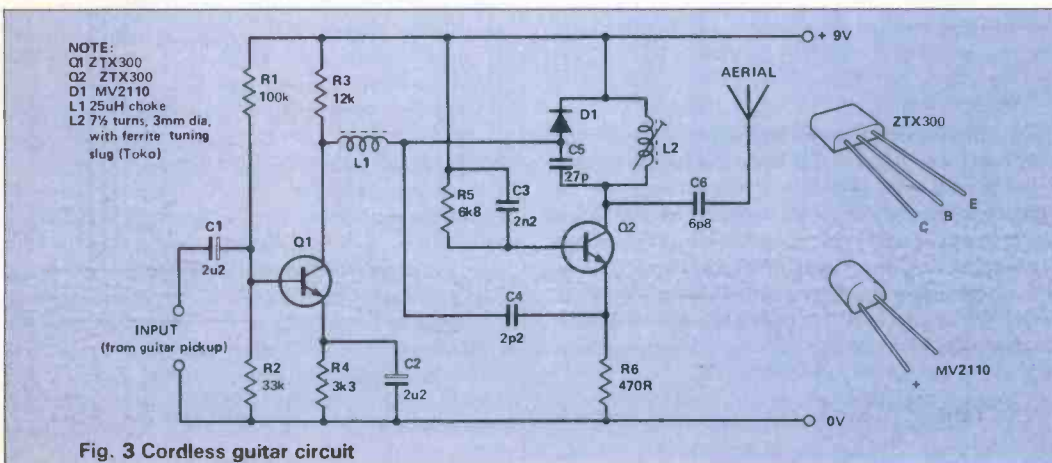 NOTE:
Q1 ZTX300
Q2 ZTX300
D1 MV2110
L1 25uH choke
L2 7½ turns, 3mm dia,
with ferrite tuning
slug (Toko)
+ 9V
R1
100k
R3
12k
AERIAL
D1
L1
L2
C5
27p
ZTX300
R5
6k8
C3
2n2
C6
6p8
Q2
E
B
C
C1
2u2
Q1
C4
2p2
INPUT
(from guitar pickup)
MV2110
R2
33k
R4
3k3
C2
2u2
R6
470R
+
0V
Fig. 3 Cordless guitar circuit